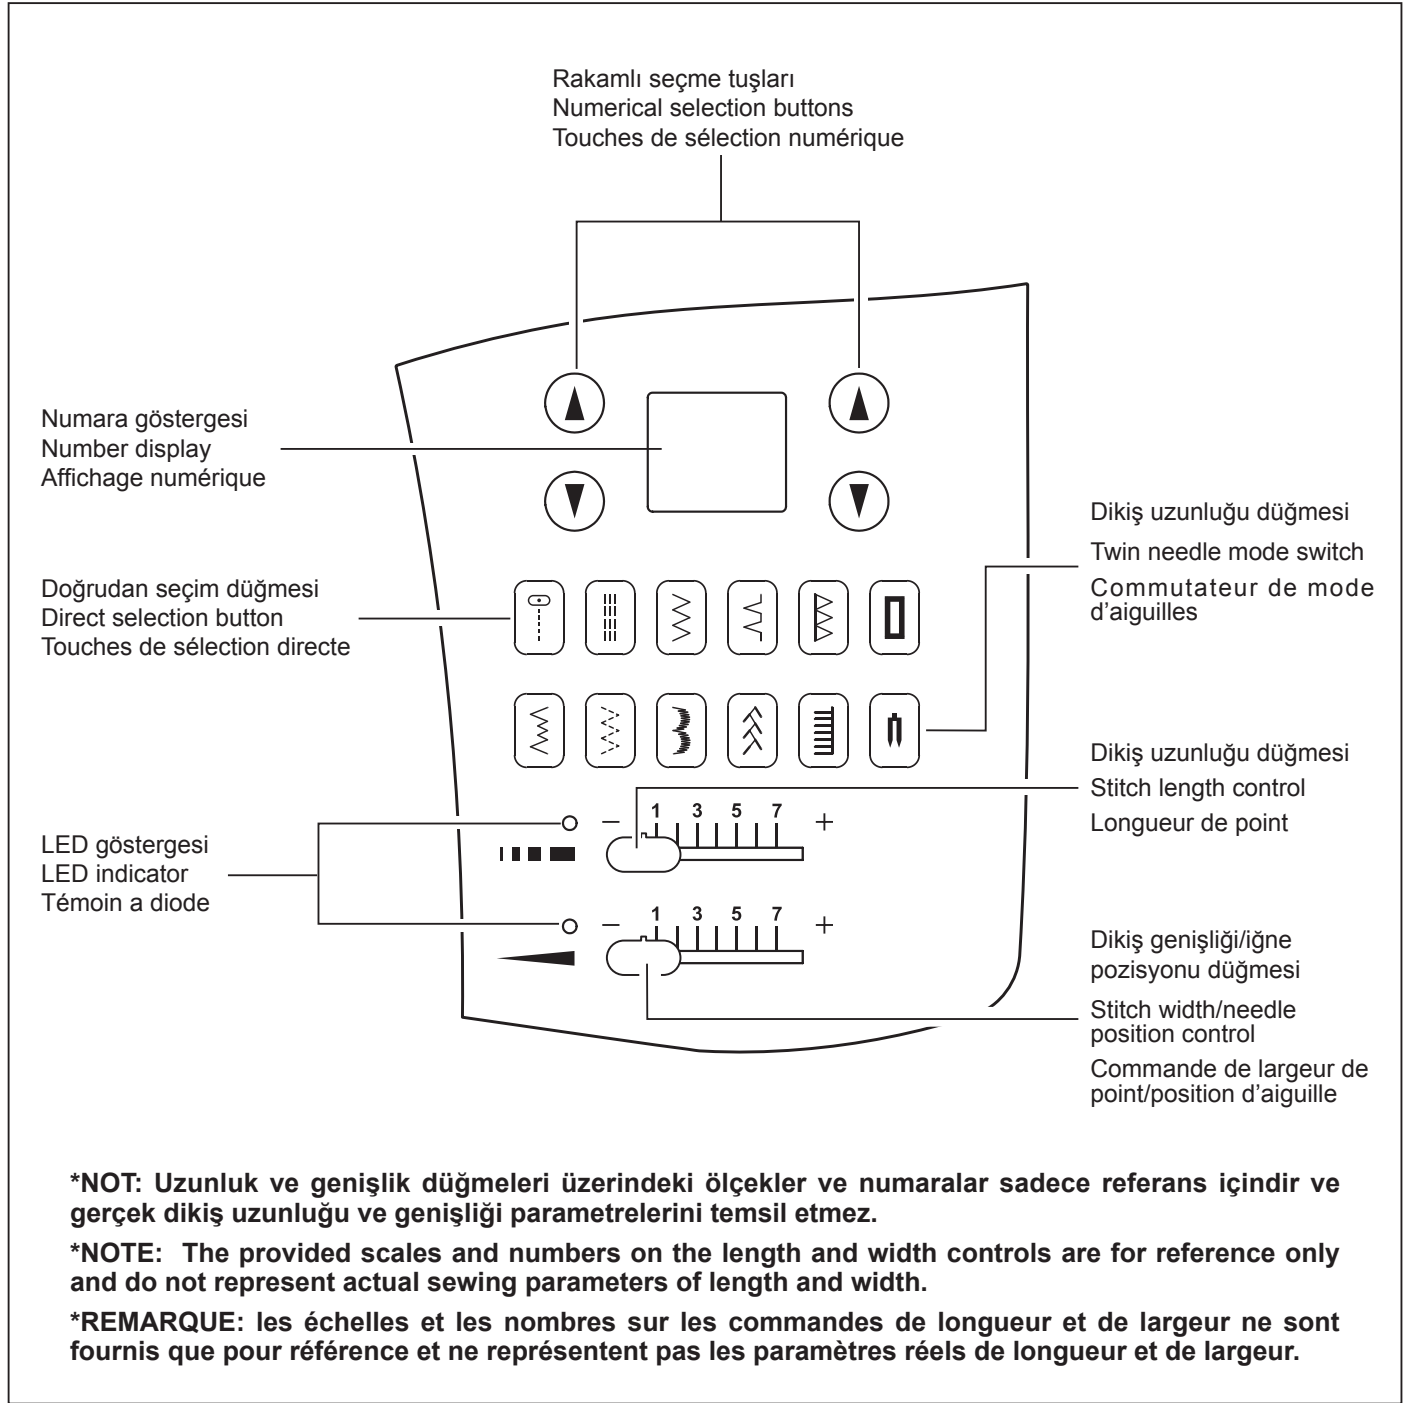 Rakamlı seçme tuşları
Numerical selection buttons
Touches de sélection numérique
Numara göstergesi
Number display
Affichage numérique
Dikiş uzunluğu düğmesi
Twin needle mode switch
Commutateur de mode
d'aiguilles
Doğrudan seçim düğmesi
Direct selection button
Touches de sélection directe
Dikiş uzunluğu düğmesi
Stitch length control
Longueur de point
1 3 5 7
− +
LED göstergesi
LED indicator
Témoin a diode
1 3 5 7
− +
Dikiş genişliği/iğne
pozisyonu düğmesi
Stitch width/needle
position control
Commande de largeur de
point/position d'aiguille
*NOT: Uzunluk ve genişlik düğmeleri üzerindeki ölçekler ve numaralar sadece referans içindir ve
gerçek dikiş uzunluğu ve genişliği parametrelerini temsil etmez.
*NOTE: The provided scales and numbers on the length and width controls are for reference only
and do not represent actual sewing parameters of length and width.
*REMARQUE: les échelles et les nombres sur les commandes de longueur et de largeur ne sont
fournis que pour référence et ne représentent pas les paramètres réels de longueur et de largeur.